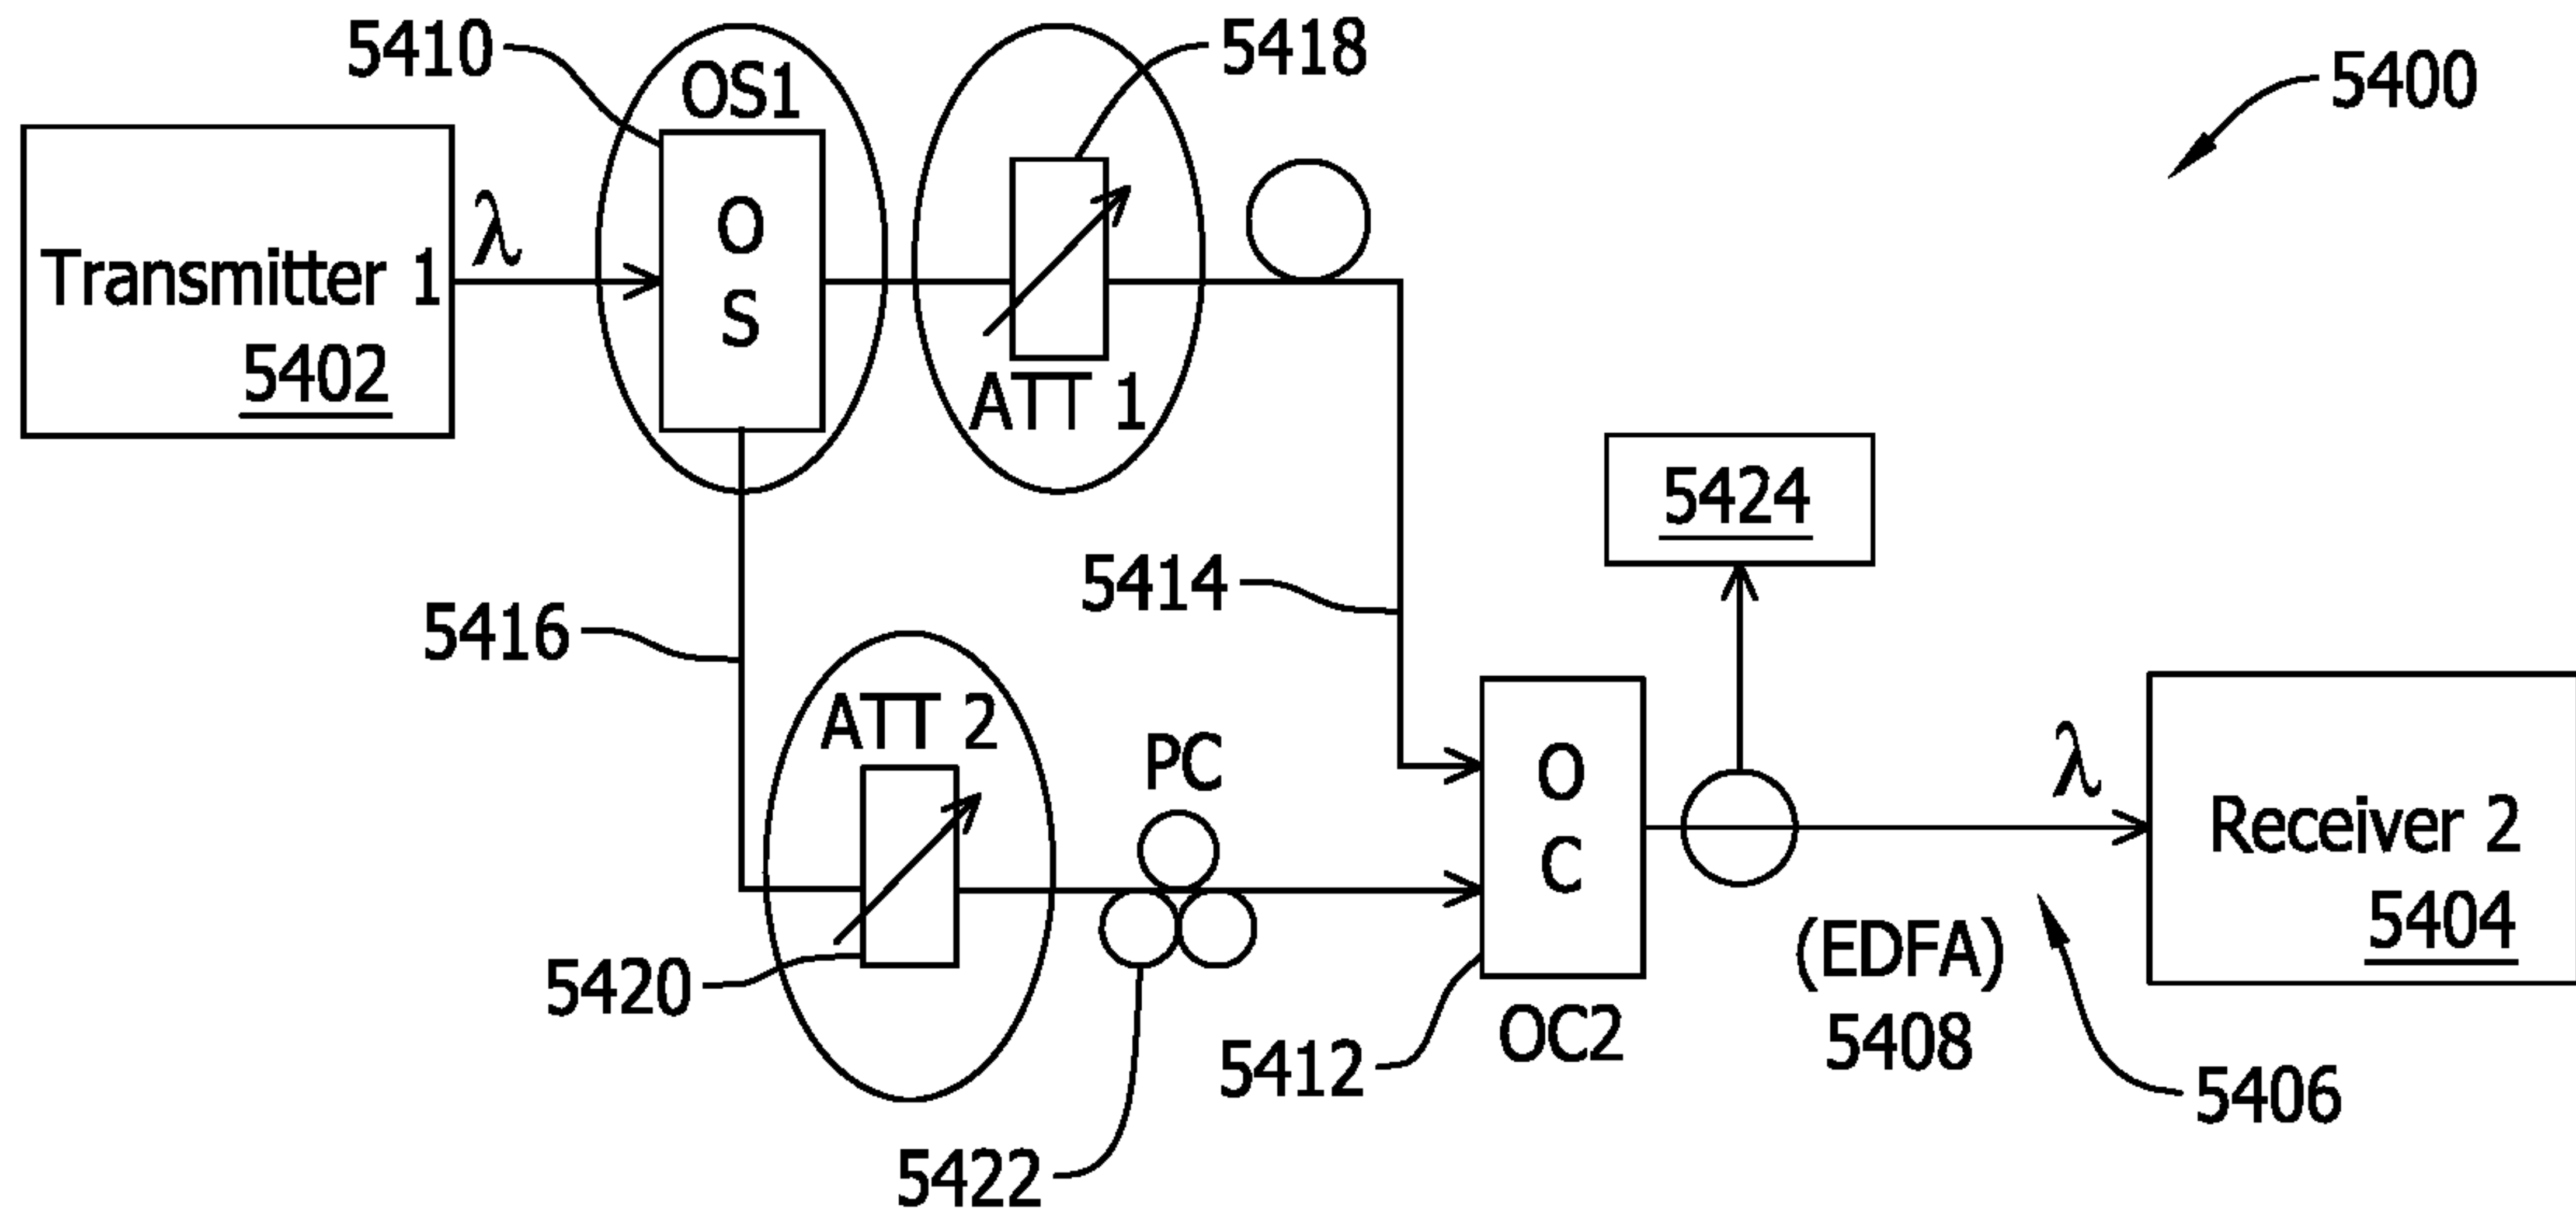 5410
OS1
5418
5400
Transmitter 1
5402
λ
O
S
ATT 1
5424
5414
5416
ATT 2
PC
5420
O
C
OC2
5412
5422
λ
(EDFA)
5408
Receiver 2
5404
5406